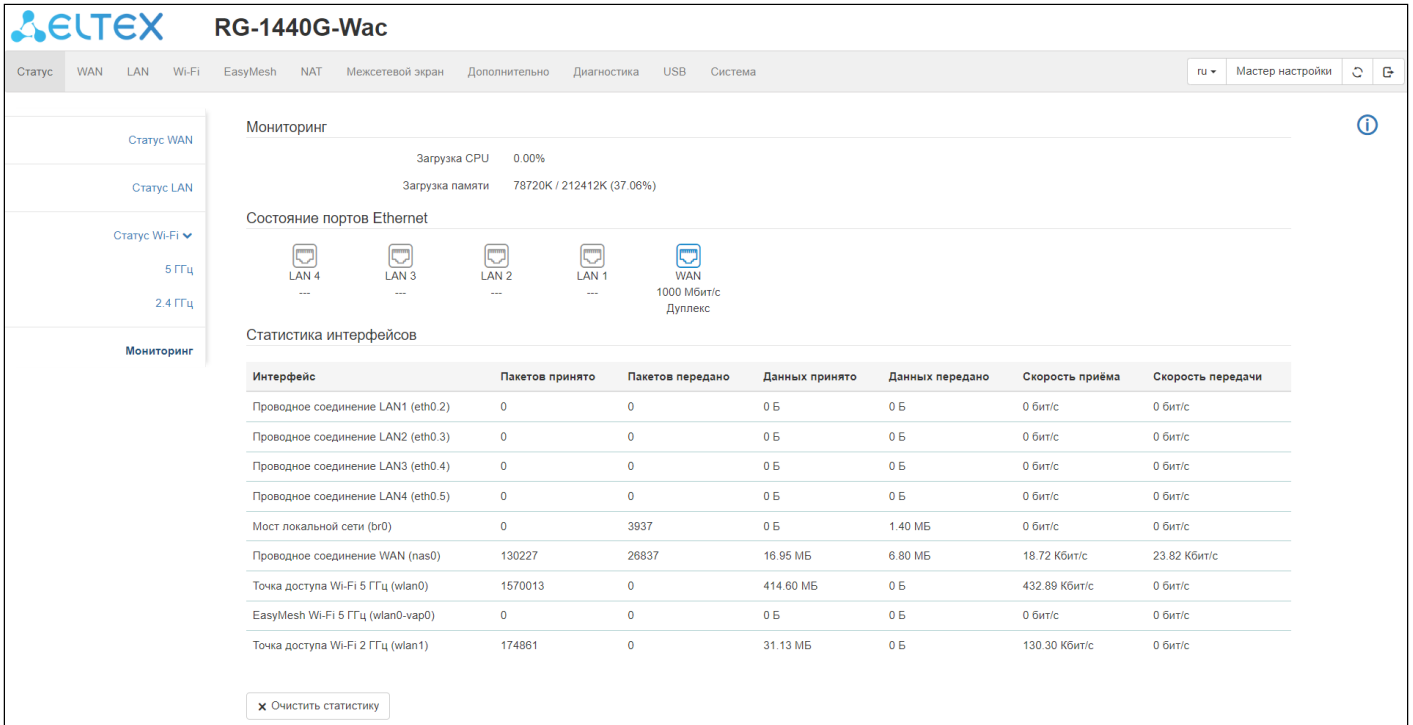 ELTEX RG-1440G-Wac
Статус WAN LAN Wi-Fi EasyMesh NAT Межсетевой экран Дополнительно Диагностика USB Система ru Мастер настройки
Статус WAN
Статус LAN
Статус Wi-Fi
5 ГГц
2.4 ГГц
Мониторинг
Мониторинг
Загрузка CPU 0.00%
Загрузка памяти 78720K / 212412K (37.06%)
Состояние портов Ethernet
LAN 4 LAN 3 LAN 2 LAN 1 WAN
--- --- --- --- 1000 Мбит/с
Дуплекс
Статистика интерфейсов
Интерфейс Пакетов принято Пакетов передано Данных принято Данных передано Скорость приёма Скорость передачи
Проводное соединение LAN1 (eth0.2) 0 0 0 Б 0 Б 0 бит/с 0 бит/с
Проводное соединение LAN2 (eth0.3) 0 0 0 Б 0 Б 0 бит/с 0 бит/с
Проводное соединение LAN3 (eth0.4) 0 0 0 Б 0 Б 0 бит/с 0 бит/с
Проводное соединение LAN4 (eth0.5) 0 0 0 Б 0 Б 0 бит/с 0 бит/с
Мост локальной сети (br0) 0 3937 0 Б 1.40 МБ 0 бит/с 0 бит/с
Проводное соединение WAN (nas0) 130227 26837 16.95 МБ 6.80 МБ 18.72 Кбит/с 23.82 Кбит/с
Точка доступа Wi-Fi 5 ГГц (wlan0) 1570013 0 414.60 МБ 0 Б 432.89 Кбит/с 0 бит/с
EasyMesh Wi-Fi 5 ГГц (wlan0-vap0) 0 0 0 Б 0 Б 0 бит/с 0 бит/с
Точка доступа Wi-Fi 2 ГГц (wlan1) 174861 0 31.13 МБ 0 Б 130.30 Кбит/с 0 бит/с
Очистить статистику